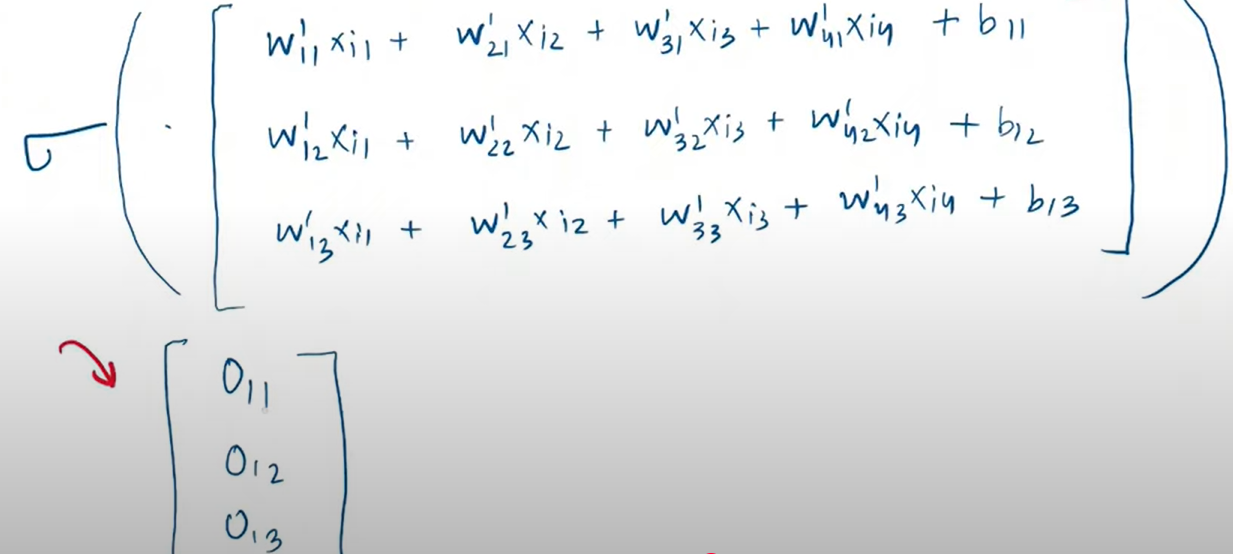 σ ( [ w¹₁₁xi1 + w¹₂₁xi2 + w¹₃₁xi3 + w¹₄₁xi4 + b11
w¹₁₂xi1 + w¹₂₂xi2 + w¹₃₂xi3 + w¹₄₂xi4 + b12
w¹₁₃xi1 + w¹₂₃xi2 + w¹₃₃xi3 + w¹₄₃xi4 + b13 ] )
[ O11
O12
O13 ]